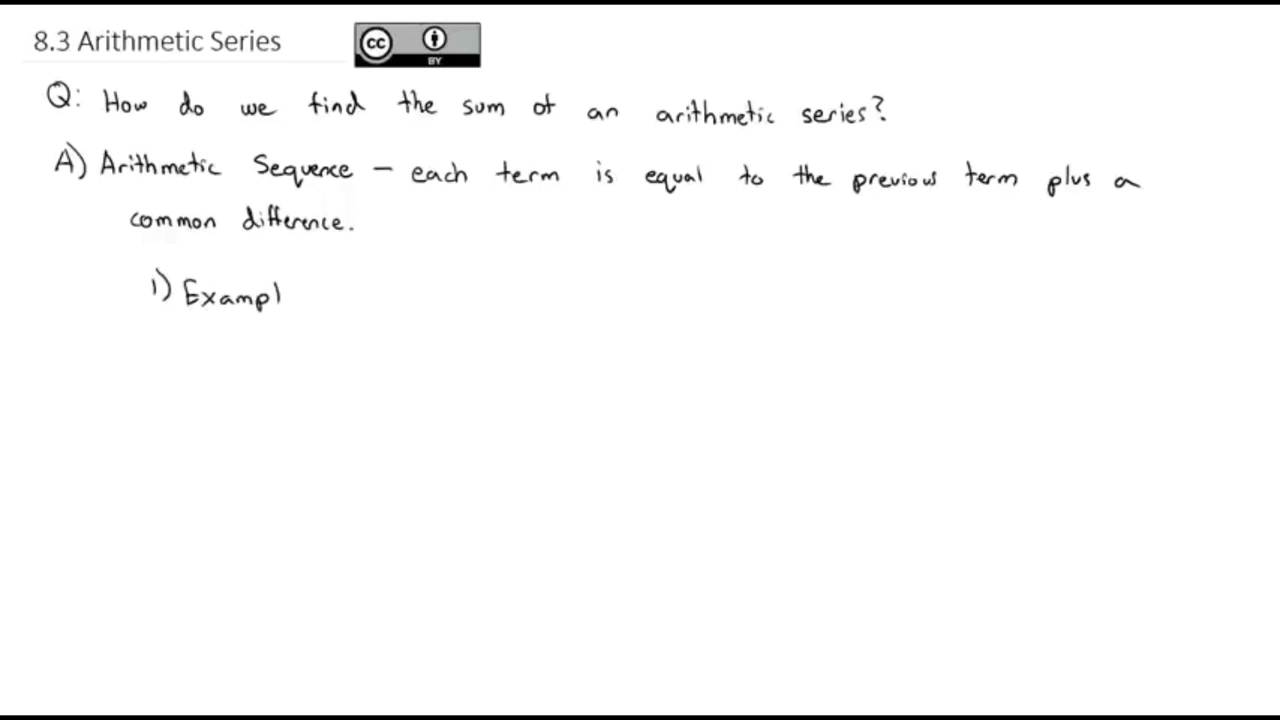 8.3 Arithmetic Series
cc BY
Q: How do we find the sum of an arithmetic series?
A) Arithmetic Sequence – each term is equal to the previous term plus a
common difference.
1) Exampl